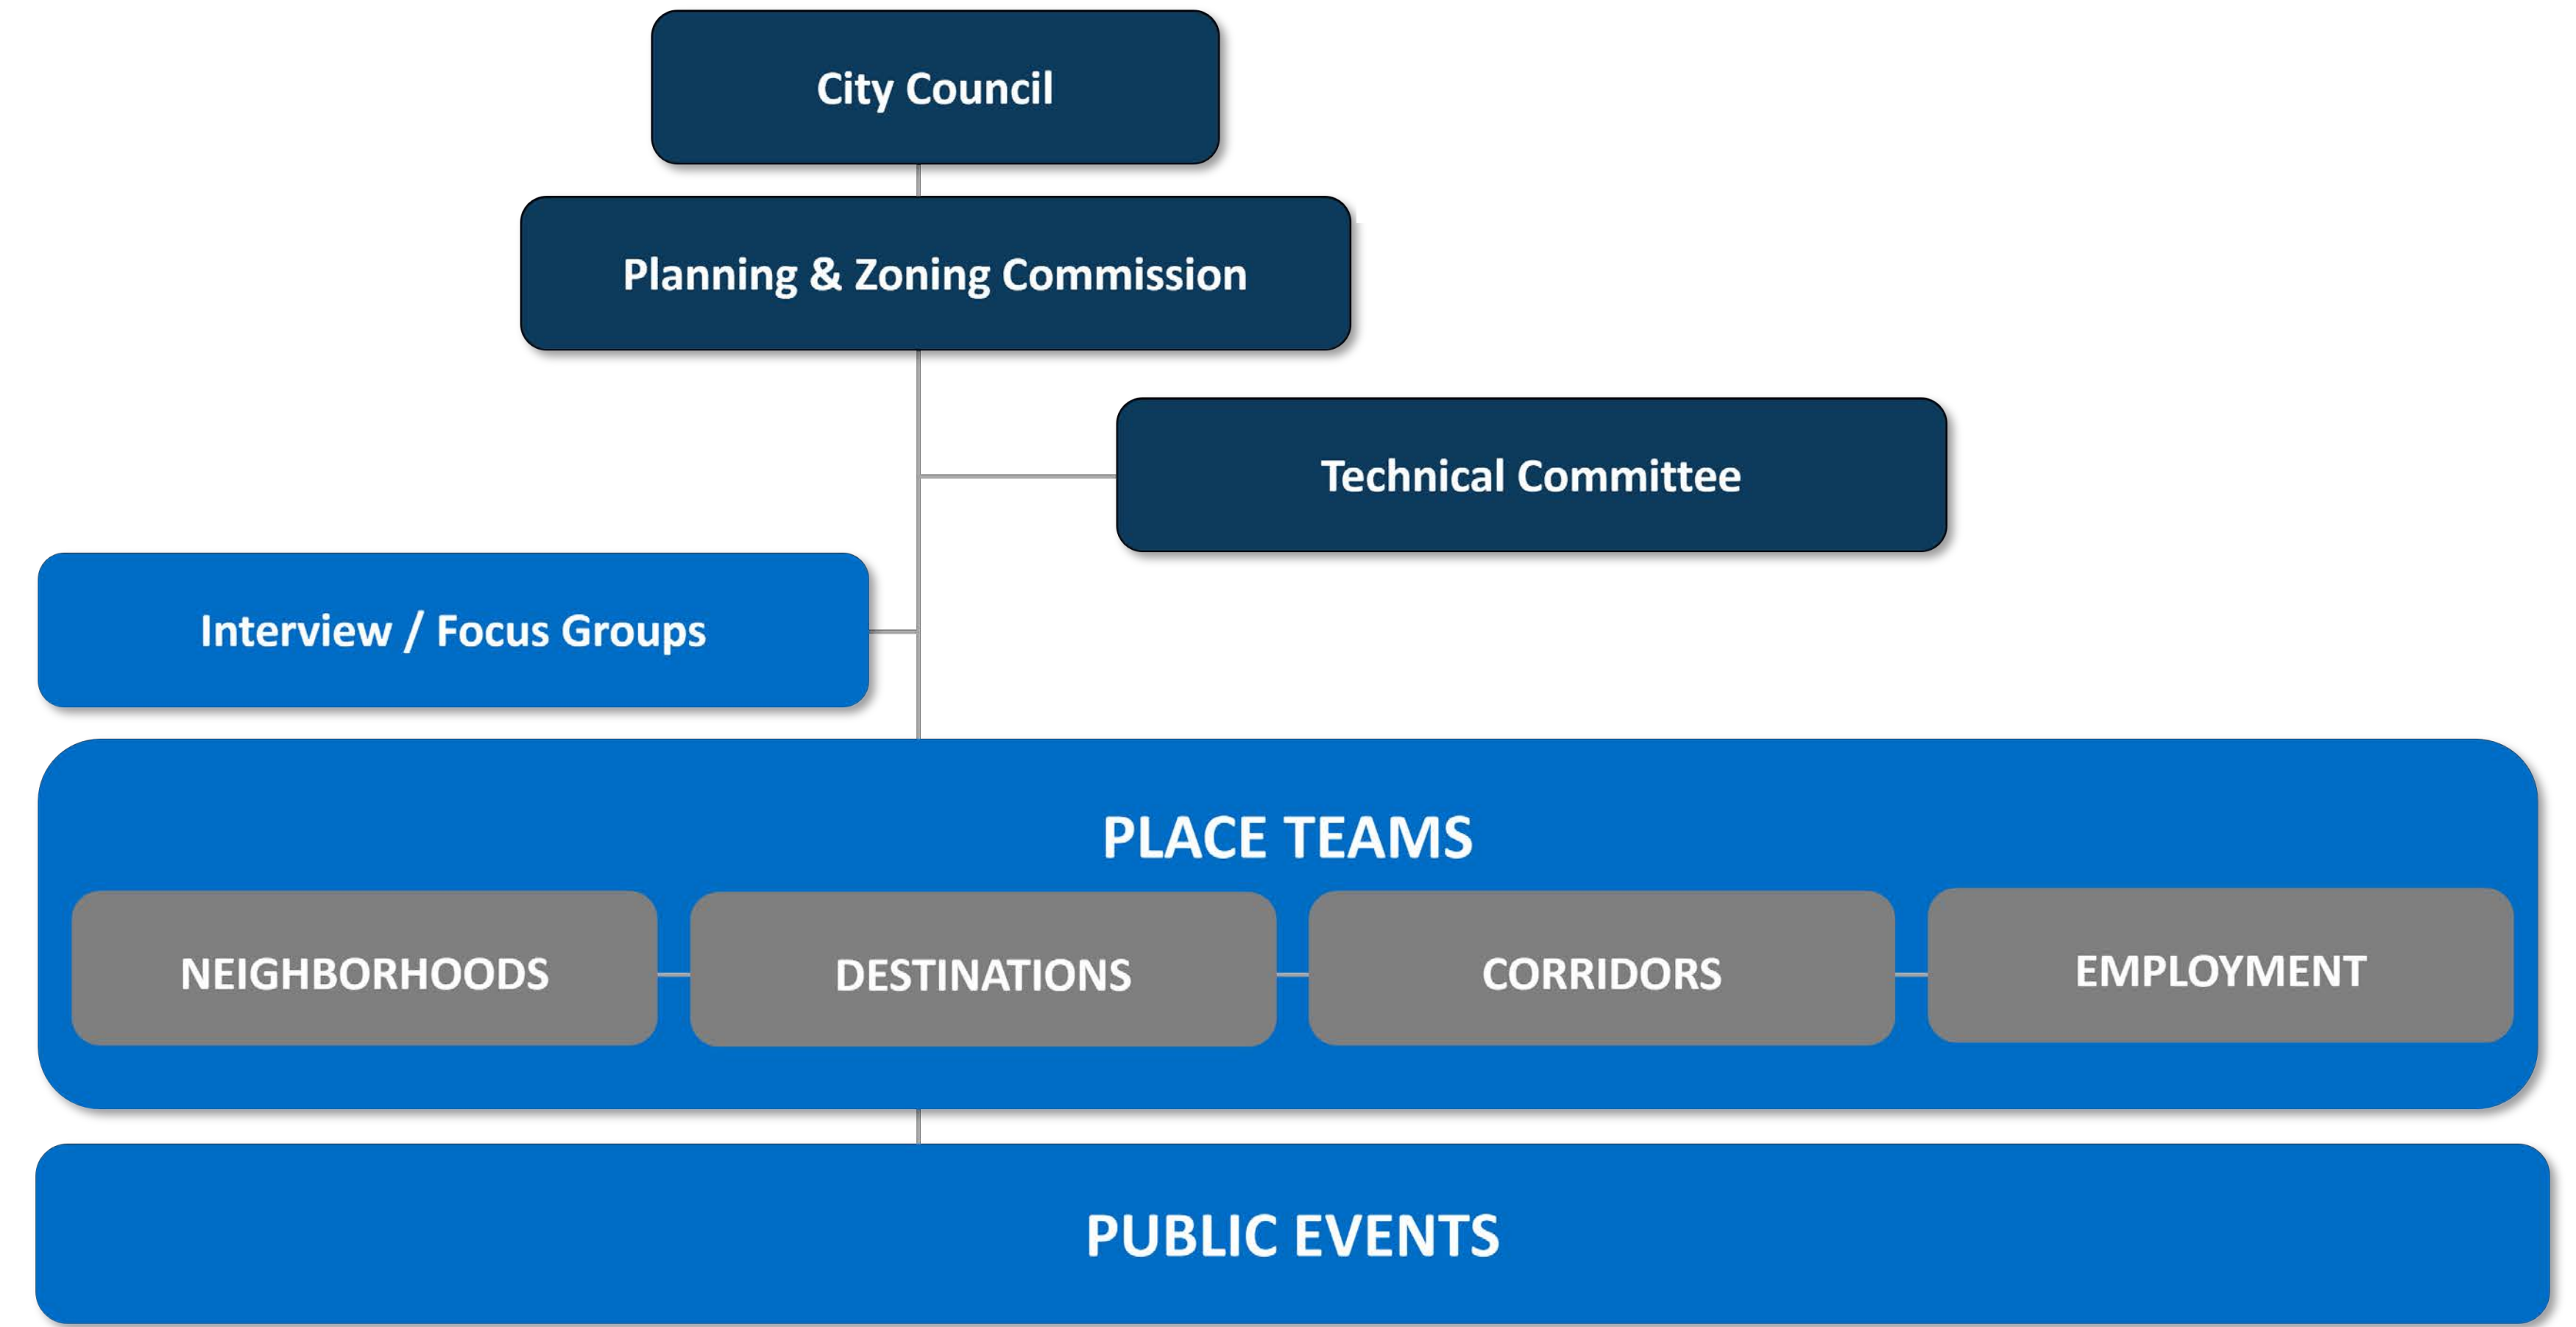 City Council
Planning & Zoning Commission
Technical Committee
Interview / Focus Groups
PLACE TEAMS
NEIGHBORHOODS
DESTINATIONS
CORRIDORS
EMPLOYMENT
PUBLIC EVENTS